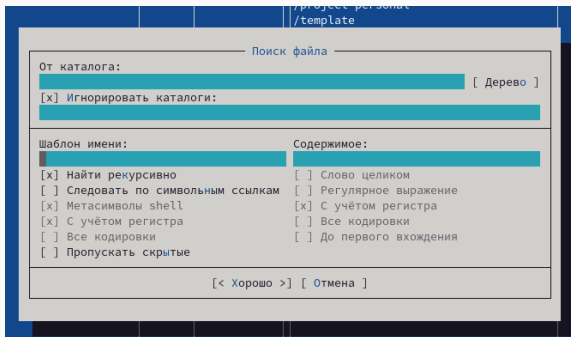 /project personal
/template
Поиск файла
От каталога:
[ Дерево ]
[x] Игнорировать каталоги:
Шаблон имени:
[x] Найти рекурсивно
[ ] Следовать по символьным ссылкам
[x] Метасимволы shell
[x] С учётом регистра
[ ] Все кодировки
[ ] Пропускать скрытые
Содержимое:
[ ] Слово целиком
[ ] Регулярное выражение
[x] С учётом регистра
[ ] Все кодировки
[ ] До первого вхождения
[< Хорошо >] [ Отмена ]